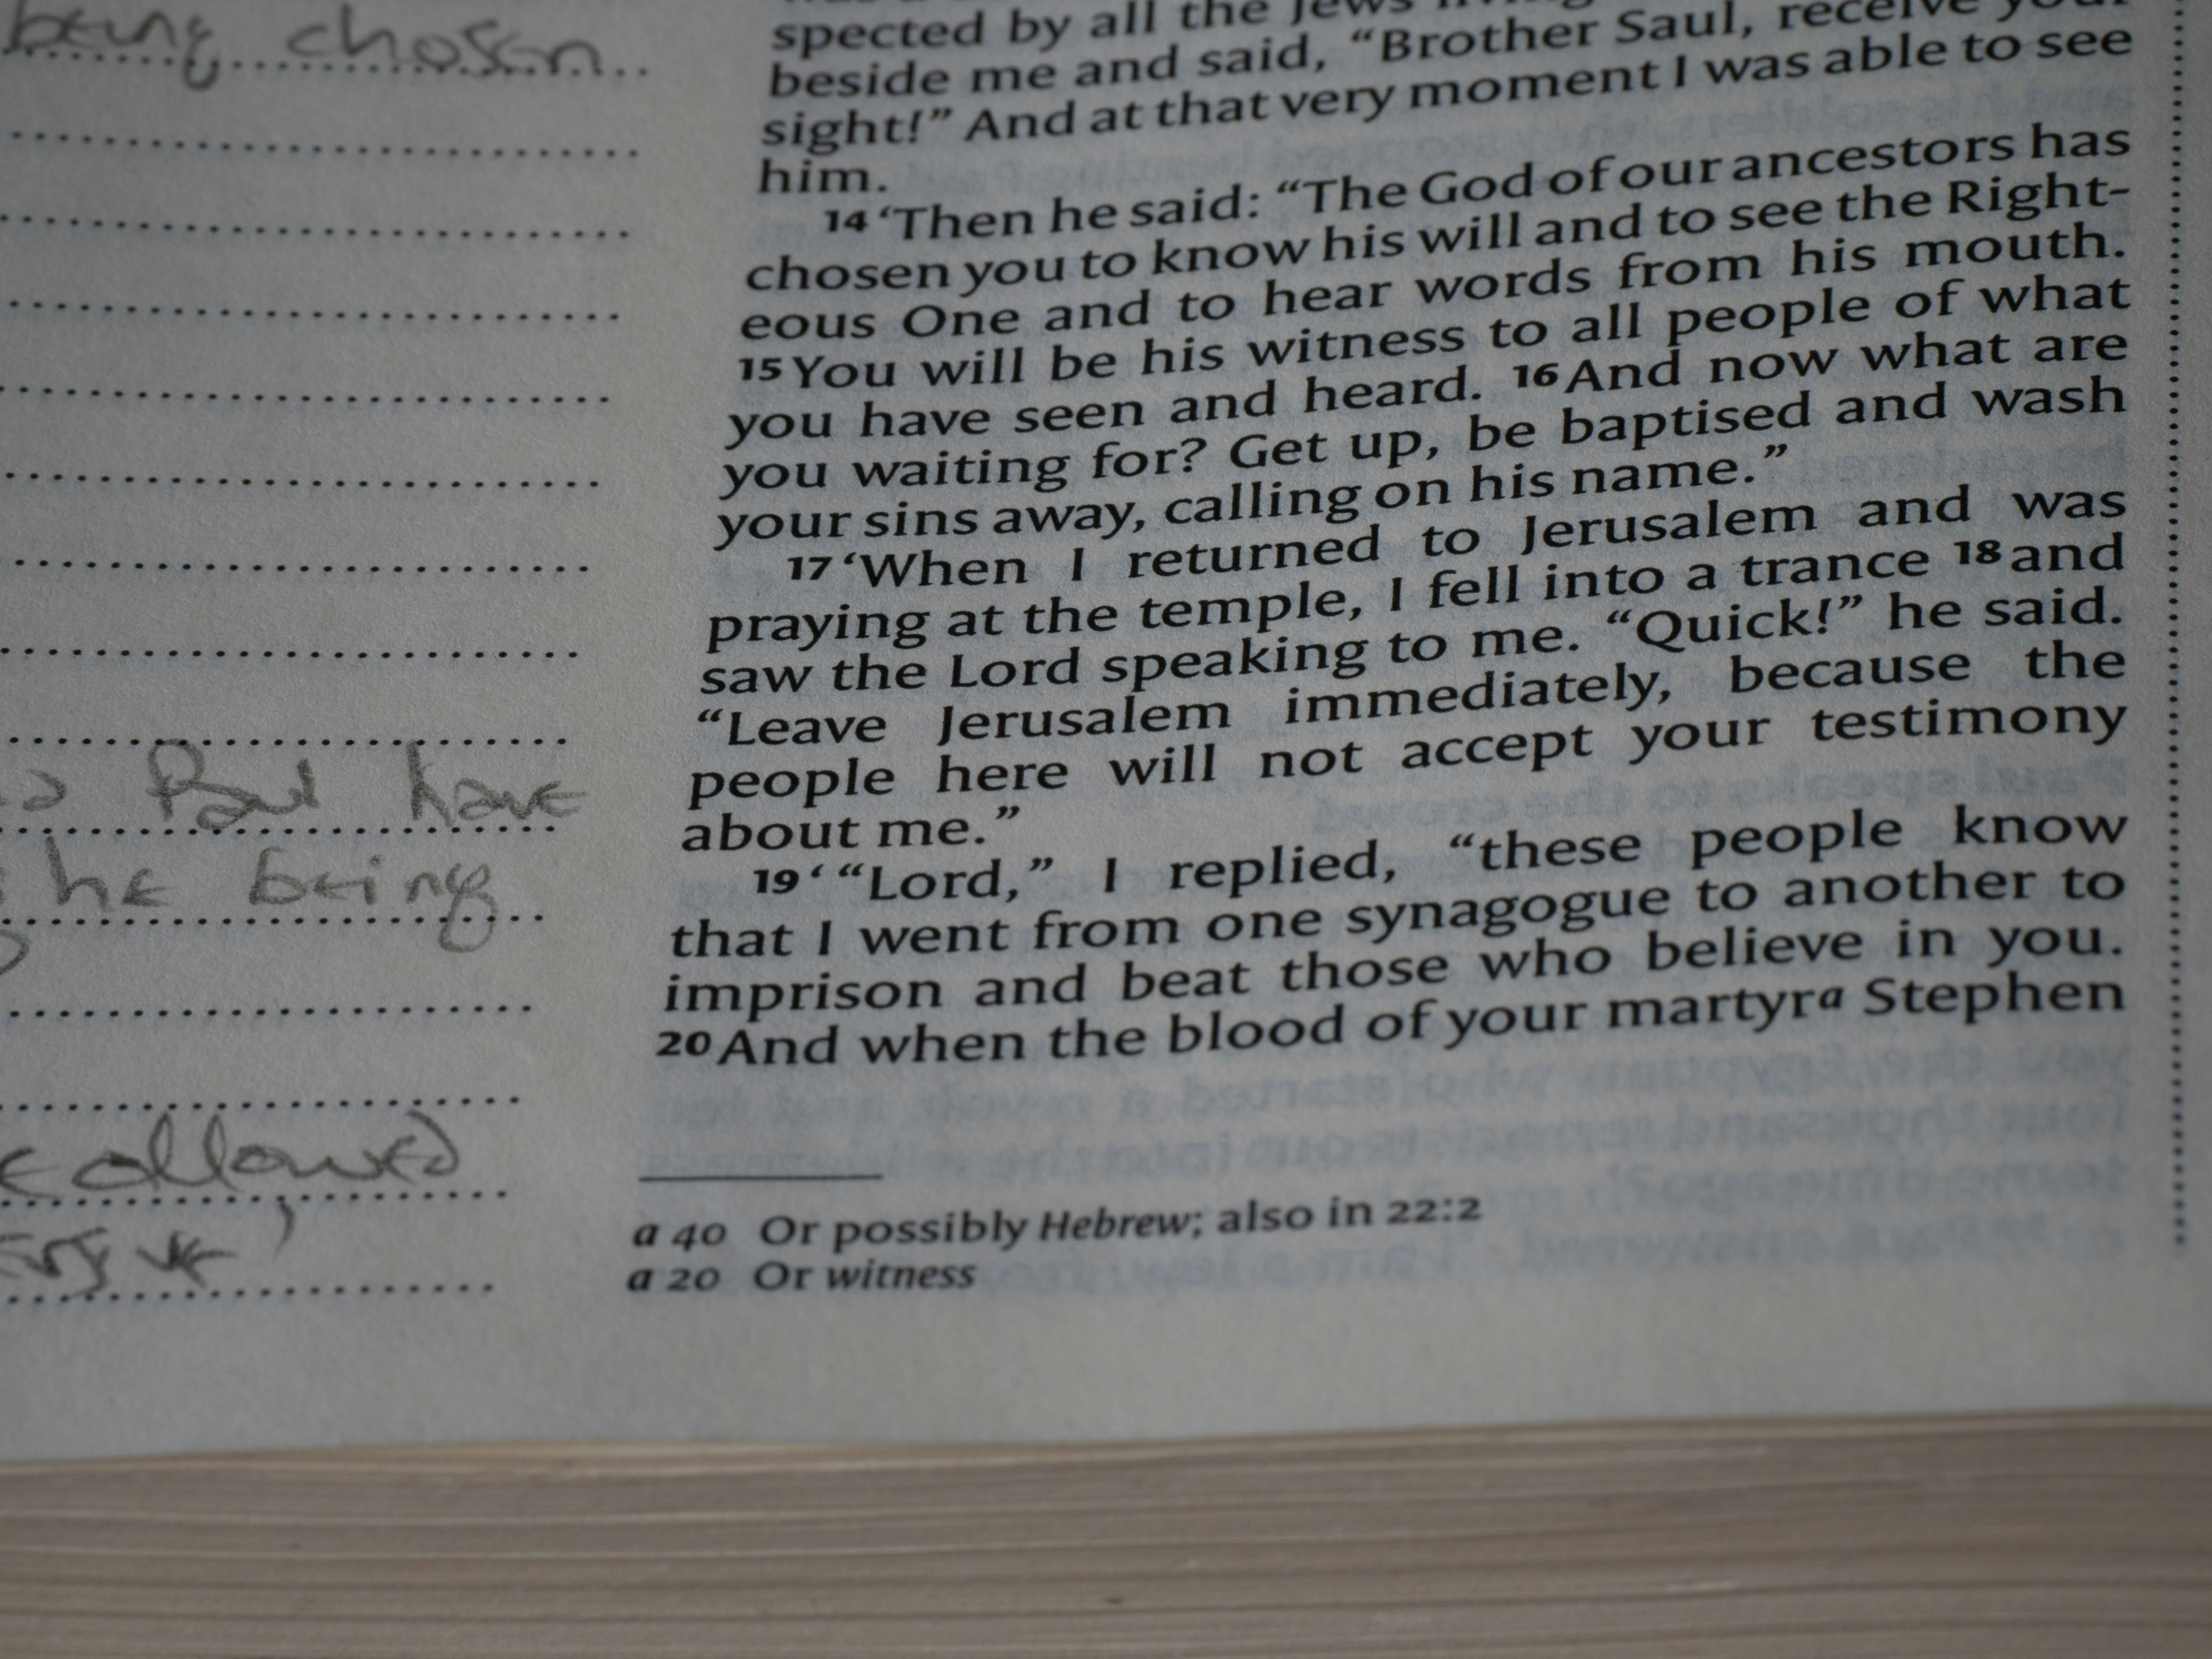 being chosen
Paul have
he being
allowed
spected by all the Jews
beside me and said, “Brother Saul, receive your
sight!” And at that very moment I was able to see
him.
14 ‘Then he said: “The God of our ancestors has
chosen you to know his will and to see the Right-
eous One and to hear words from his mouth.
15 You will be his witness to all people of what
you have seen and heard. 16 And now what are
you waiting for? Get up, be baptised and wash
your sins away, calling on his name.”
17 ‘When I returned to Jerusalem and was
praying at the temple, I fell into a trance 18 and
saw the Lord speaking to me. “Quick!” he said.
“Leave Jerusalem immediately, because the
people here will not accept your testimony
about me.”
19 ‘ “Lord,” I replied, “these people know
that I went from one synagogue to another to
imprison and beat those who believe in you.
20 And when the blood of your martyra Stephen
a 40 Or possibly Hebrew; also in 22:2
a 20 Or witness